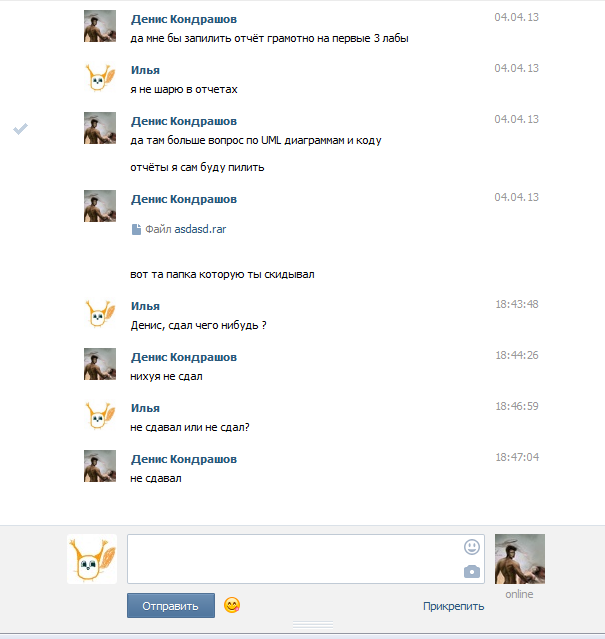 Денис Кондрашов 04.04.13
да мне бы запилить отчёт грамотно на первые 3 лабы
Илья 04.04.13
я не шарю в отчетах
Денис Кондрашов 04.04.13
да там больше вопрос по UML диаграммам и коду
отчёты я сам буду пилить
Денис Кондрашов 04.04.13
Файл asdasd.rar
вот та папка которую ты скидывал
Илья 18:43:48
Денис, сдал чего нибудь ?
Денис Кондрашов 18:44:26
нихуя не сдал
Илья 18:46:59
не сдавал или не сдал?
Денис Кондрашов 18:47:04
не сдавал
online
Отправить Прикрепить